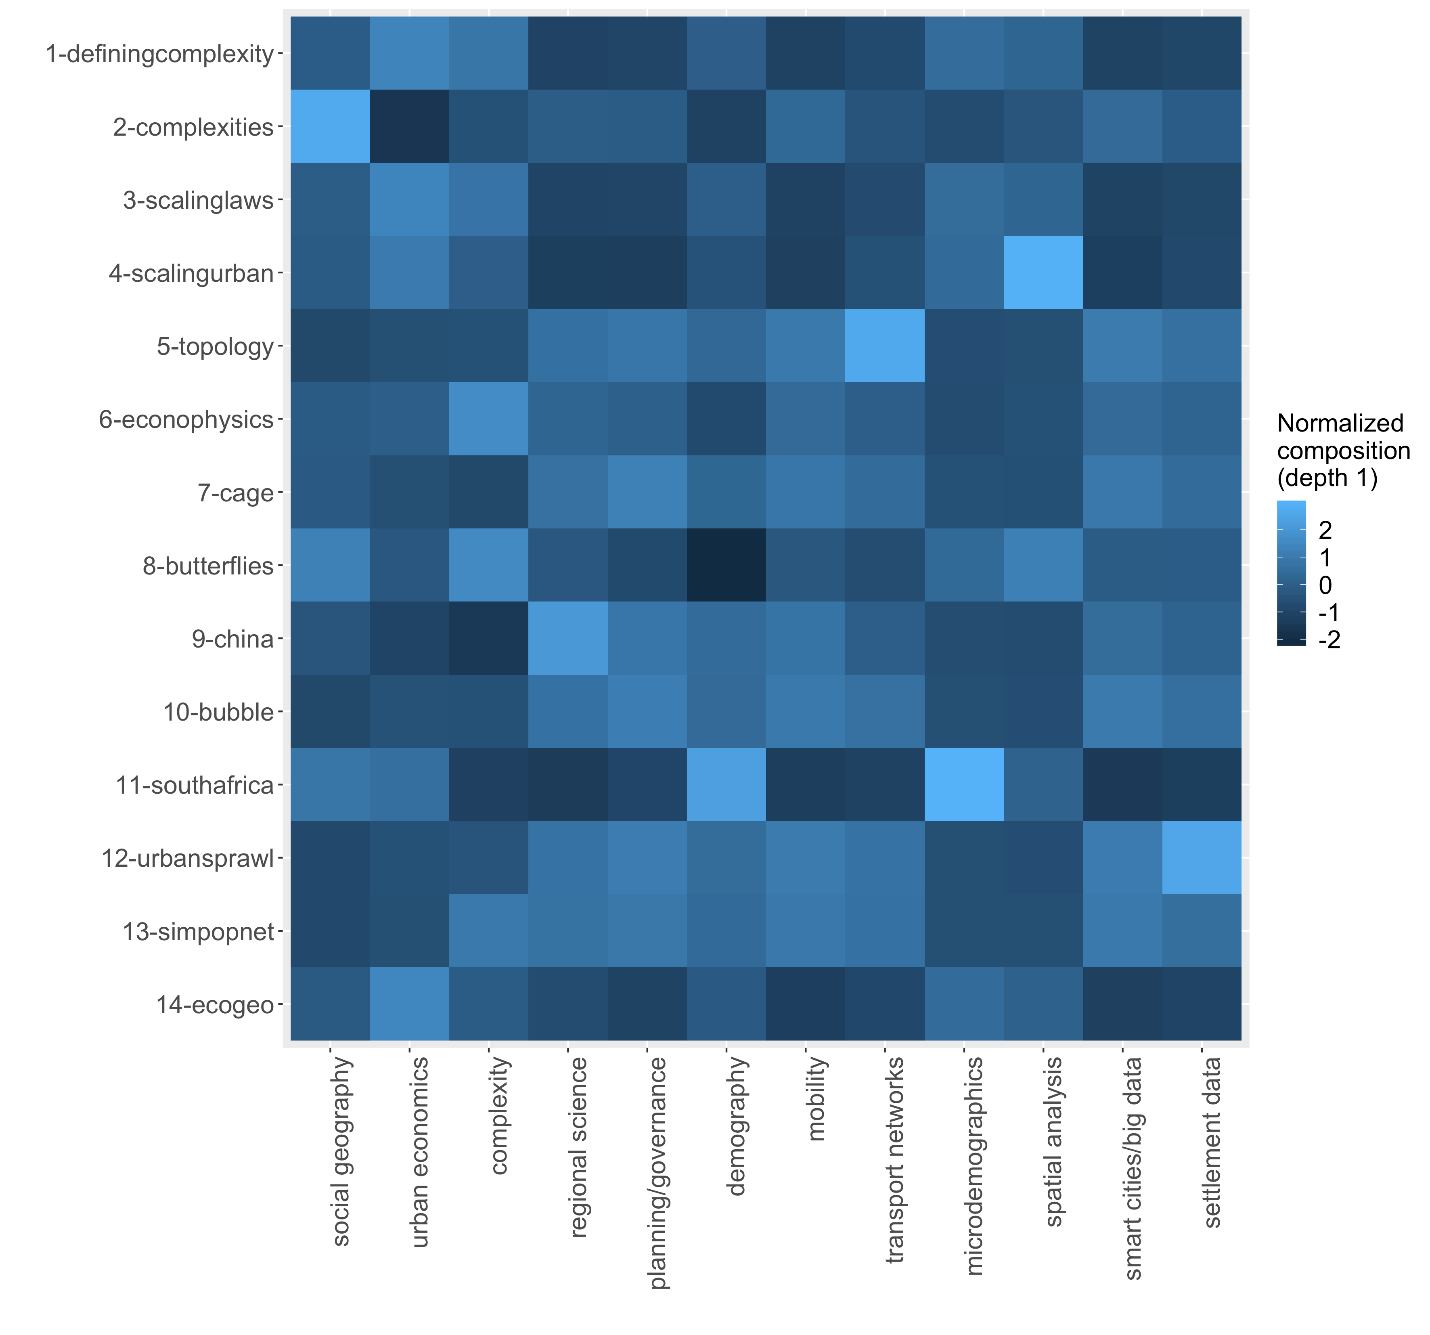 1-definingcomplexity
2-complexities
3-scalinglaws
4-scalingurban
5-topology
6-econophysics
7-cage
8-butterflies
9-china
10-bubble
11-southafrica
12-urbansprawl
13-simpopnet
14-ecogeo
social geography
urban economics
complexity
regional science
planning/governance
demography
mobility
transport networks
microdemographics
spatial analysis
smart cities/big data
settlement data
Normalized
composition
(depth 1)
2
1
0
-1
-2